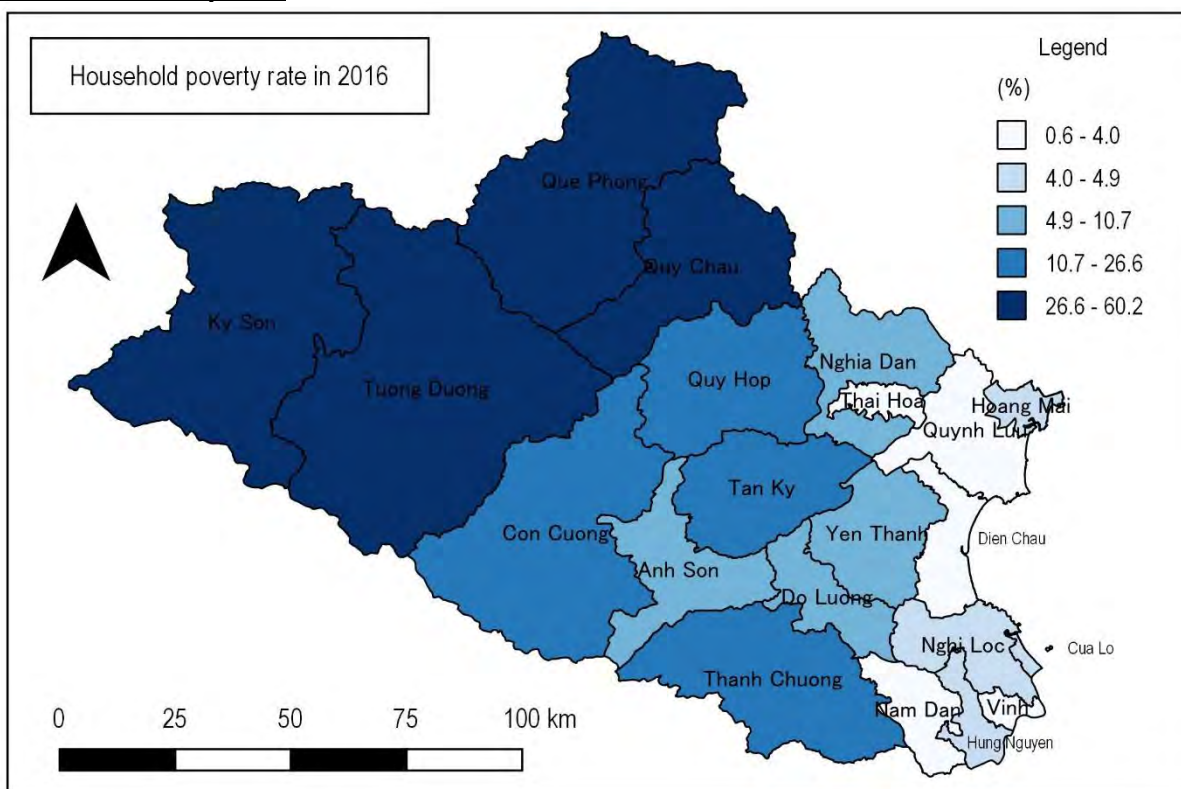 Household poverty rate in 2016
Legend
(%)
0.6 - 4.0
4.0 - 4.9
4.9 - 10.7
10.7 - 26.6
26.6 - 60.2
Que Phong
Quy Chau
Ky Son
Tuong Duong
Quy Hop
Nghia Dan
Thai Hoa
Hoang Mai
Quynh Luu
Tan Ky
Con Cuong
Yen Thanh
Dien Chau
Anh Son
Do Luong
Nghi Loc
Cua Lo
Thanh Chuong
Nam Dan
Vinh
Hung Nguyen
0 25 50 75 100 km